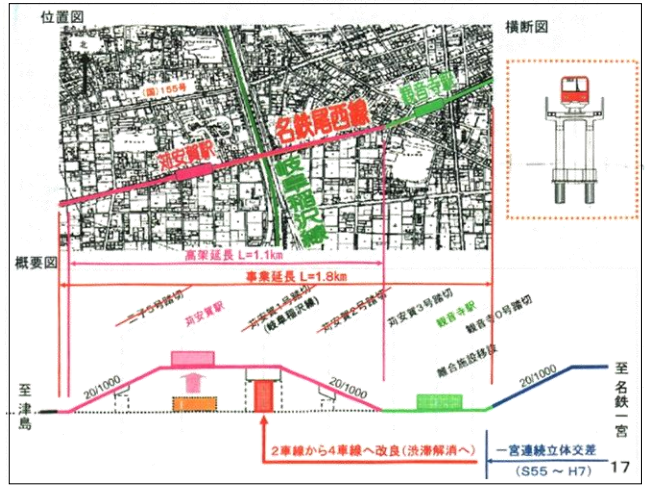 位置図
横断図
北
(国)155号
観音寺駅
名鉄尾西線
苅安賀駅
岐阜稲沢線
概要図
高架延長 L=1.1km
事業延長 L=1.8km
二子5号踏切
苅安賀駅
苅安賀1号踏切
(岐阜稲沢線)
苅安賀2号踏切
苅安賀3号踏切
観音寺駅
観音寺0号踏切
離合施設移設
20/1000
20/1000
20/1000
至津島
至名鉄一宮
2車線から4車線へ改良(渋滞解消へ)
一宮連続立体交差
(S55 ~ H7)
17